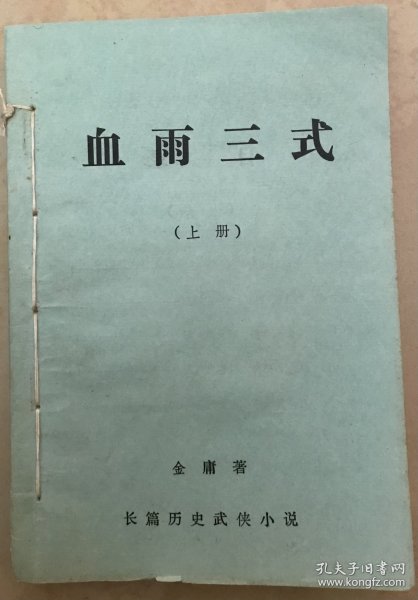 血雨三式
(上册)
金庸著
长篇历史武侠小说
孔夫子旧书网
www.kongfz.com